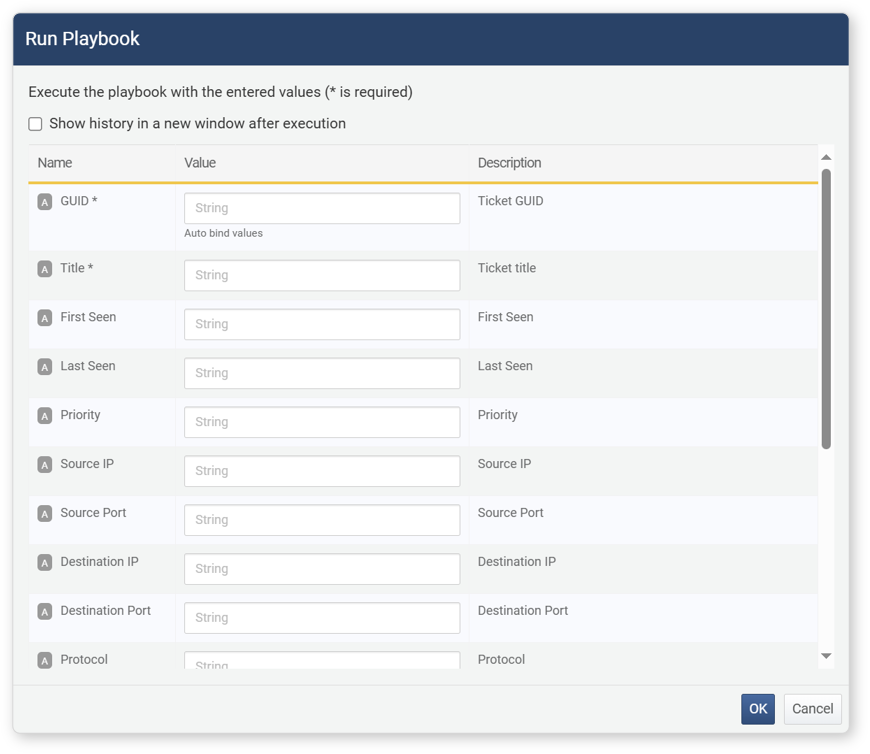 Run Playbook
Execute the playbook with the entered values (* is required)
Show history in a new window after execution
Name Value Description
A GUID * String Ticket GUID
Auto bind values
A Title * String Ticket title
A First Seen String First Seen
A Last Seen String Last Seen
A Priority String Priority
A Source IP String Source IP
A Source Port String Source Port
A Destination IP String Destination IP
A Destination Port String Destination Port
A Protocol String Protocol
OK Cancel